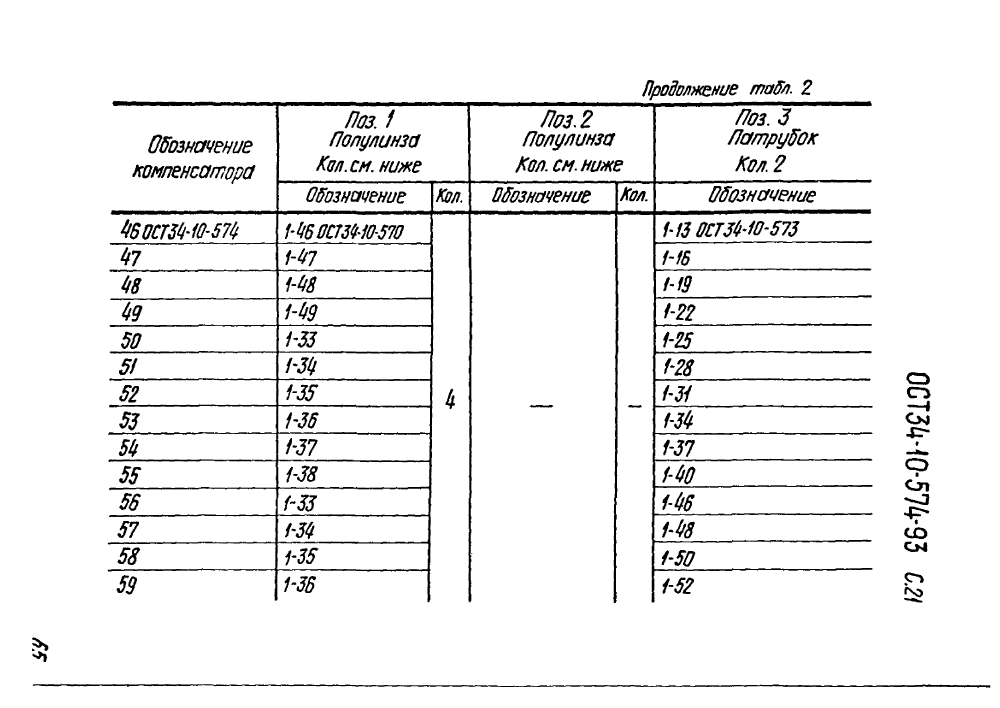 Продолжение табл. 2
Обозначение компенсатора
Поз. 1 Полулинза Кол. см. ниже
Поз. 2 Полулинза Кол. см. ниже
Поз. 3 Патрубок Кол. 2
Обозначение Кол. Обозначение Кол. Обозначение
46 ОСТ34-10-574 1-46 ОСТ34-10-570 1-13 ОСТ34-10-573
47 1-47 1-16
48 1-48 1-19
49 1-49 1-22
50 1-33 1-25
51 1-34 1-28
52 1-35 4 — – 1-31
53 1-36 1-34
54 1-37 1-37
55 1-38 1-40
56 1-33 1-46
57 1-34 1-48
58 1-35 1-50
59 1-36 1-52
ОСТ34-10-574-93 С.21